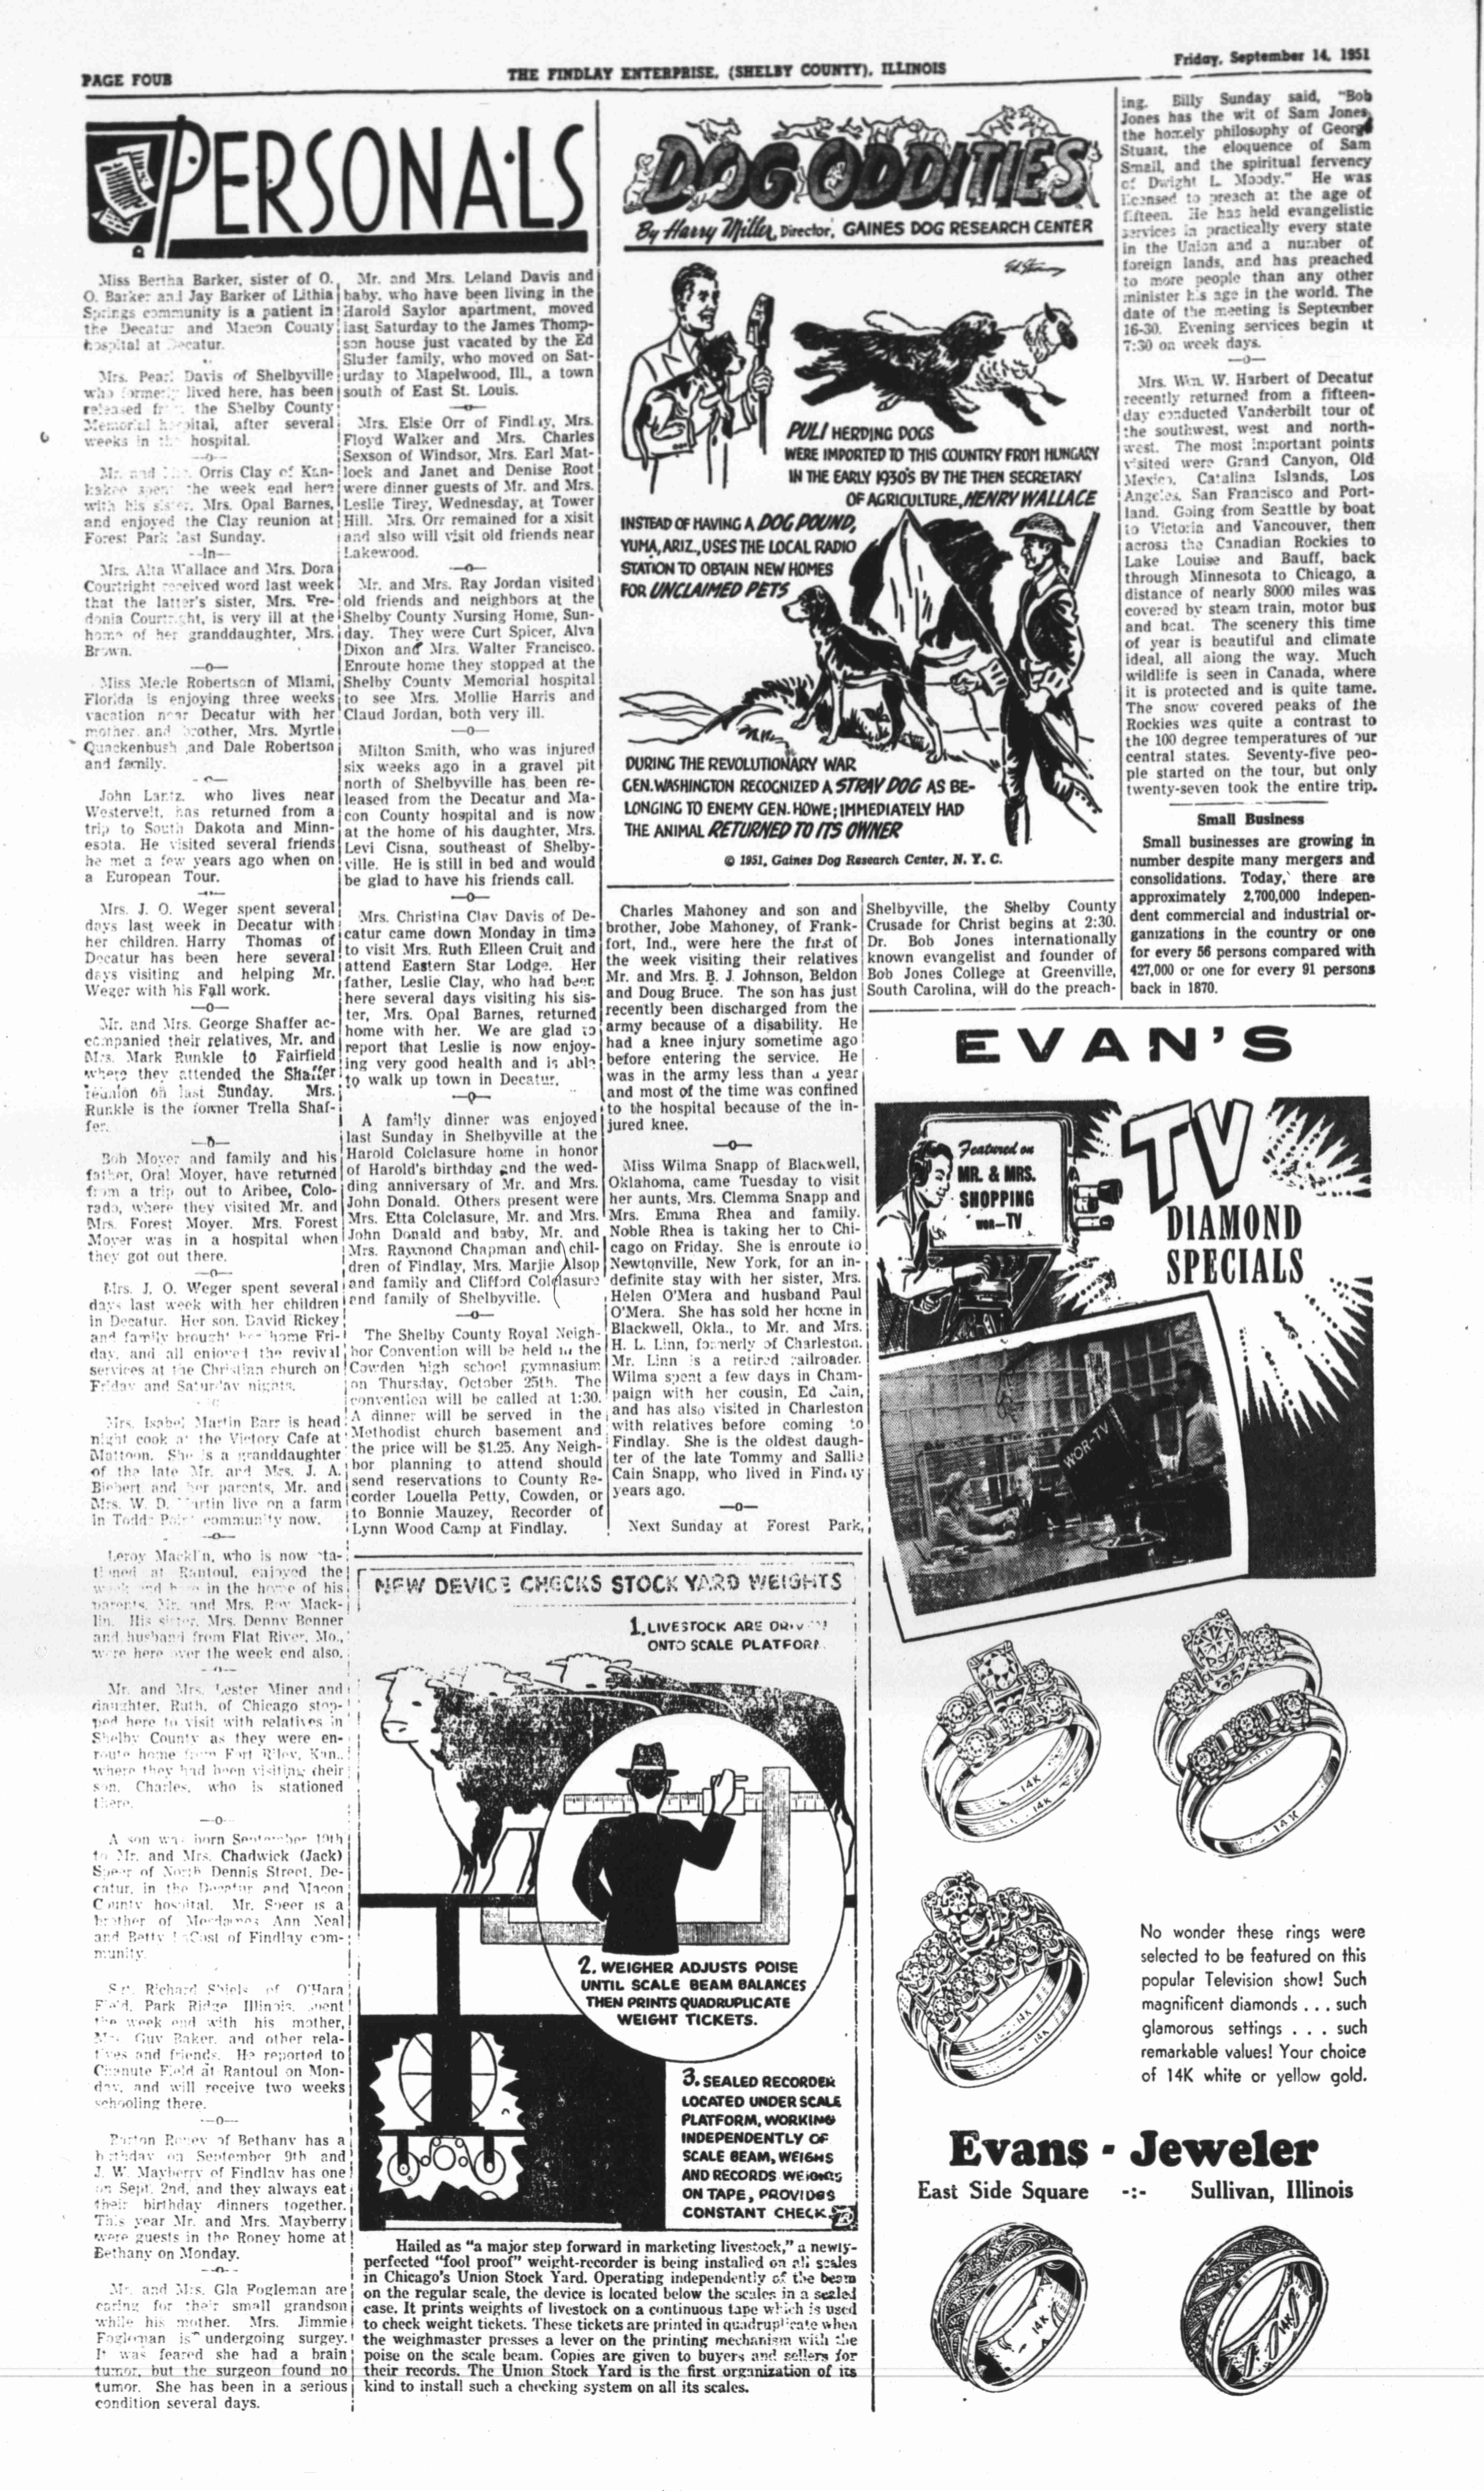 PAGE FOUR
THE FINDLAY ENTERPRISE, (SHELBY COUNTY), ILLINOIS
Friday, September 14, 1951
PERSONALS
Miss Bertha Barker, sister of O.
O. Barker and Jay Barker of Lithia
Springs community is a patient in
the Decatur and Macon County
hospital at Decatur.
Mrs. Pearl Davis of Shelbyville
who formerly lived here, has been
released from the Shelby County
Memorial hospital, after several
weeks in the hospital.
—o—
Mr. and Mrs. Orris Clay of Kan-
kakee spent the week end here
with his sister, Mrs. Opal Barnes,
and enjoyed the Clay reunion at
Forest Park last Sunday.
--In--
Mrs. Alta Wallace and Mrs. Dora
Courtright received word last week
that the latter's sister, Mrs. Fre-
donia Courtright, is very ill at the
home of her granddaughter, Mrs.
Brown.
—o—
Miss Merle Robertson of Miami,
Florida is enjoying three weeks
vacation near Decatur with her
mother and brother, Mrs. Myrtle
Quackenbush ,and Dale Robertson
and family.
—o—
John Lantz, who lives near
Westervelt, has returned from a
trip to South Dakota and Minn-
esota. He visited several friends
he met a few years ago when on
a European Tour.
—o—
Mrs. J. O. Weger spent several
days last week in Decatur with
her children. Harry Thomas of
Decatur has been here several
days visiting and helping Mr.
Weger with his Fall work.
—o—
Mr. and Mrs. George Shaffer ac-
companied their relatives, Mr. and
Mrs. Mark Runkle to Fairfield
where they attended the Shaffer
reunion on last Sunday. Mrs.
Runkle is the former Trella Shaf-
fer.
—o—
Bob Moyer and family and his
father, Oral Moyer, have returned
from a trip out to Aribee, Colo-
rado, where they visited Mr. and
Mrs. Forest Moyer. Mrs. Forest
Moyer was in a hospital when
they got out there.
—o—
Mrs. J. O. Weger spent several
days last week with her children
in Decatur. Her son, David Rickey
and family brought her home Fri-
day, and all enjoyed the revival
services at the Christian church on
Friday and Saturday nights.
Mrs. Isabel Martin Barr is head
night cook at the Victory Cafe at
Mattoon. She is a granddaughter
of the late Mr. and Mrs. J. A.
Biebert and her parents, Mr. and
Mrs. W. D. Martin live on a farm
in Todds Point community now.
—o—
Leroy Macklin, who is now sta-
tioned at Rantoul, enjoyed the
week end here in the home of his
parents, Mr. and Mrs. Roy Mack-
lin. His sister, Mrs. Denny Bonner
and husband from Flat River, Mo.,
were here over the week end also.
—o—
Mr. and Mrs. Lester Miner and
daughter, Ruth, of Chicago stop-
ped here to visit with relatives in
Shelby County as they were en-
route home from Fort Riley, Kan.,
where they had been visiting their
son, Charles, who is stationed
there.
—o—
A son was born September 10th
to Mr. and Mrs. Chadwick (Jack)
Speer of North Dennis Street, De-
catur, in the Decatur and Macon
County hospital. Mr. Speer is a
brother of Mesdames Ann Neal
and Betty of Findlay com-
munity.
Sgt. Richard Shiels of O'Hara
Field, Park Ridge Illinois, spent
the week end with his mother,
Mrs. Guy Baker, and other rela-
tives and friends. He reported to
Chanute Field at Rantoul on Mon-
day, and will receive two weeks
schooling there.
—o—
Roney of Bethany has a
birthday on September 9th and
J. W. Mayberry of Findlay has one
on Sept. 2nd, and they always eat
their birthday dinners together.
This year Mr. and Mrs. Mayberry
were guests in the Roney home at
Bethany on Monday.
—o—
Mr. and Mrs. Gla Fogleman are
caring for their small grandson
while his mother, Mrs. Jimmie
Fogleman is undergoing surgey.
It was feared she had a brain
tumor, but the surgeon found no
tumor. She has been in a serious
condition several days.
Mr. and Mrs. Leland Davis and
baby, who have been living in the
Harold Saylor apartment, moved
last Saturday to the James Thomp-
son house just vacated by the Ed
Sluder family, who moved on Sat-
urday to Mapelwood, Ill., a town
south of East St. Louis.
—o—
Mrs. Elsie Orr of Findlay, Mrs.
Floyd Walker and Mrs. Charles
Sexson of Windsor, Mrs. Earl Mat-
lock and Janet and Denise Root
were dinner guests of Mr. and Mrs.
Leslie Tirey, Wednesday, at Tower
Hill. Mrs. Orr remained for a xisit
and also will visit old friends near
Lakewood.
—o—
Mr. and Mrs. Ray Jordan visited
old friends and neighbors at the
Shelby County Nursing Home, Sun-
day. They were Curt Spicer, Alva
Dixon and Mrs. Walter Francisco.
Enroute home they stopped at the
Shelby County Memorial hospital
to see Mrs. Mollie Harris and
Claud Jordan, both very ill.
—o—
Milton Smith, who was injured
six weeks ago in a gravel pit
north of Shelbyville has been re-
leased from the Decatur and Ma-
con County hospital and is now
at the home of his daughter, Mrs.
Levi Cisna, southeast of Shelby-
ville. He is still in bed and would
be glad to have his friends call.
—o—
Mrs. Christina Clav Davis of De-
catur came down Monday in time
to visit Mrs. Ruth Elleen Cruit and
attend Eastern Star Lodge. Her
father, Leslie Clay, who had been
here several days visiting his sis-
ter, Mrs. Opal Barnes, returned
home with her. We are glad to
report that Leslie is now enjoy-
ing very good health and is able
to walk up town in Decatur.
—o—
A family dinner was enjoyed
last Sunday in Shelbyville at the
Harold Colclasure home in honor
of Harold's birthday and the wed-
ding anniversary of Mr. and Mrs.
John Donald. Others present were
Mrs. Etta Colclasure, Mr. and Mrs.
John Donald and baby, Mr. and
Mrs. Raymond Chapman and chil-
dren of Findlay, Mrs. Marjie Alsop
and family and Clifford Colclasure
and family of Shelbyville.
—o—
The Shelby County Royal Neigh-
bor Convention will be held in the
Cowden high school gymnasium
on Thursday, October 25th. The
convention will be called at 1:30.
A dinner will be served in the
Methodist church basement and
the price will be $1.25. Any Neigh-
bor planning to attend should
send reservations to County Re-
corder Louella Petty, Cowden, or
to Bonnie Mauzey, Recorder of
Lynn Wood Camp at Findlay.
DOG ODDITIES
By Harry Miller, Director, GAINES DOG RESEARCH CENTER
PULI HERDING DOGS
WERE IMPORTED TO THIS COUNTRY FROM HUNGARY
IN THE EARLY 1930'S BY THE THEN SECRETARY
OF AGRICULTURE, HENRY WALLACE
INSTEAD OF HAVING A DOG POUND,
YUMA, ARIZ., USES THE LOCAL RADIO
STATION TO OBTAIN NEW HOMES
FOR UNCLAIMED PETS
DURING THE REVOLUTIONARY WAR
GEN. WASHINGTON RECOGNIZED A STRAY DOG AS BE-
LONGING TO ENEMY GEN. HOWE; IMMEDIATELY HAD
THE ANIMAL RETURNED TO ITS OWNER
© 1951, Gaines Dog Research Center, N. Y. C.
Charles Mahoney and son and
brother, Jobe Mahoney, of Frank-
fort, Ind., were here the first of
the week visiting their relatives
Mr. and Mrs. B. J. Johnson, Beldon
and Doug Bruce. The son has just
recently been discharged from the
army because of a disability. He
had a knee injury sometime ago
before entering the service. He
was in the army less than a year
and most of the time was confined
to the hospital because of the in-
jured knee.
—o—
Miss Wilma Snapp of Blackwell,
Oklahoma, came Tuesday to visit
her aunts, Mrs. Clemma Snapp and
Mrs. Emma Rhea and family.
Noble Rhea is taking her to Chi-
cago on Friday. She is enroute to
Newtonville, New York, for an in-
definite stay with her sister, Mrs.
Helen O'Mera and husband Paul
O'Mera. She has sold her home in
Blackwell, Okla., to Mr. and Mrs.
H. L. Linn, formerly of Charleston.
Mr. Linn is a retired railroader.
Wilma spent a few days in Cham-
paign with her cousin, Ed Cain,
and has also visited in Charleston
with relatives before coming to
Findlay. She is the oldest daugh-
ter of the late Tommy and Sallie
Cain Snapp, who lived in Findlay
years ago.
—o—
Next Sunday at Forest Park,
Shelbyville, the Shelby County
Crusade for Christ begins at 2:30.
Dr. Bob Jones internationally
known evangelist and founder of
Bob Jones College at Greenville,
South Carolina, will do the preach-
ing. Billy Sunday said, "Bob
Jones has the wit of Sam Jones,
the homely philosophy of George
Stuart, the eloquence of Sam
Small, and the spiritual fervency
of Dwight L. Moody." He was
licensed to preach at the age of
fifteen. He has held evangelistic
services in practically every state
in the Union and a number of
foreign lands, and has preached
to more people than any other
minister his age in the world. The
date of the meeting is September
16-30. Evening services begin at
7:30 on week days.
—o—
Mrs. Wm. W. Harbert of Decatur
recently returned from a fifteen-
day conducted Vanderbilt tour of
the southwest, west and north-
west. The most important points
visited were Grand Canyon, Old
Mexico, Catalina Islands, Los
Angeles, San Francisco and Port-
land. Going from Seattle by boat
to Victoria and Vancouver, then
across the Canadian Rockies to
Lake Louise and Bauff, back
through Minnesota to Chicago, a
distance of nearly 8000 miles was
covered by steam train, motor bus
and boat. The scenery this time
of year is beautiful and climate
ideal, all along the way. Much
wildlife is seen in Canada, where
it is protected and is quite tame.
The snow covered peaks of the
Rockies was quite a contrast to
the 100 degree temperatures of our
central states. Seventy-five peo-
ple started on the tour, but only
twenty-seven took the entire trip.
Small Business
Small businesses are growing in
number despite many mergers and
consolidations. Today, there are
approximately 2,700,000 indepen-
dent commercial and industrial or-
ganizations in the country or one
for every 56 persons compared with
427,000 or one for every 91 persons
back in 1870.
NEW DEVICE CHECKS STOCK YARD WEIGHTS
1. LIVESTOCK ARE DRIVEN
ONTO SCALE PLATFORM.
2. WEIGHER ADJUSTS POISE
UNTIL SCALE BEAM BALANCES
THEN PRINTS QUADRUPLICATE
WEIGHT TICKETS.
3. SEALED RECORDER
LOCATED UNDER SCALE
PLATFORM, WORKING
INDEPENDENTLY OF
SCALE BEAM, WEIGHS
AND RECORDS WEIGHTS
ON TAPE, PROVIDES
CONSTANT CHECK.
Hailed as "a major step forward in marketing livestock," a newly-
perfected "fool proof" weight-recorder is being installed on all scales
in Chicago's Union Stock Yard. Operating independently of the beam
on the regular scale, the device is located below the scales in a sealed
case. It prints weights of livestock on a continuous tape which is used
to check weight tickets. These tickets are printed in quadruplicate when
the weighmaster presses a lever on the printing mechanism with the
poise on the scale beam. Copies are given to buyers and sellers for
their records. The Union Stock Yard is the first organization of its
kind to install such a checking system on all its scales.
EVAN'S
Featured on
MR. & MRS.
SHOPPING
WOR-TV
TV
DIAMOND
SPECIALS
WOR-TV
14K
14K
14K
14K
14K
No wonder these rings were
selected to be featured on this
popular Television show! Such
magnificent diamonds . . . such
glamorous settings . . . such
remarkable values! Your choice
of 14K white or yellow gold.
Evans - Jeweler
East Side Square -:- Sullivan, Illinois
14K
14K